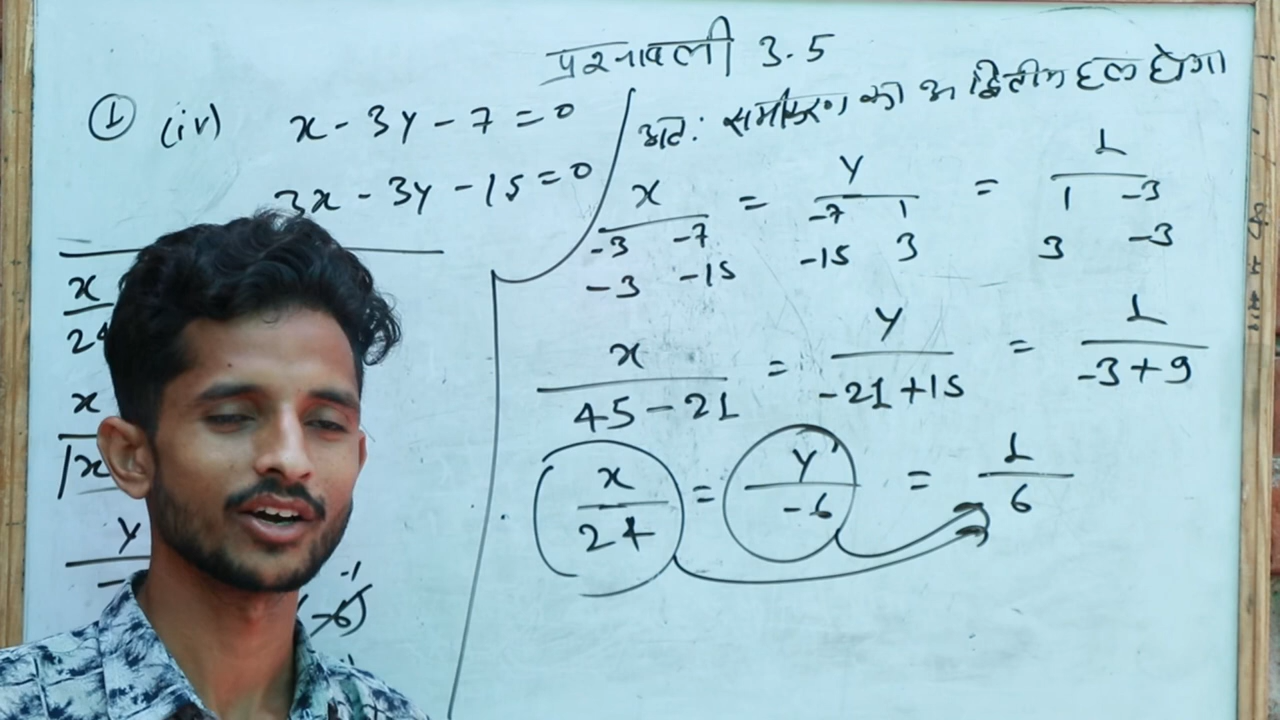 प्रश्नावली 3.5
① (iv) x - 3y - 7 = 0
3x - 3y - 15 = 0
अतः समीकरण का अद्वितीय हल होगा
x = y = 1
-3 -7 -7 1 1 -3
-3 -15 -15 3 3 -3
x = y = 1
45 - 21 -21 + 15 -3 + 9
x = y = 1
24 -6 6
x
x
y
(-6)
-1